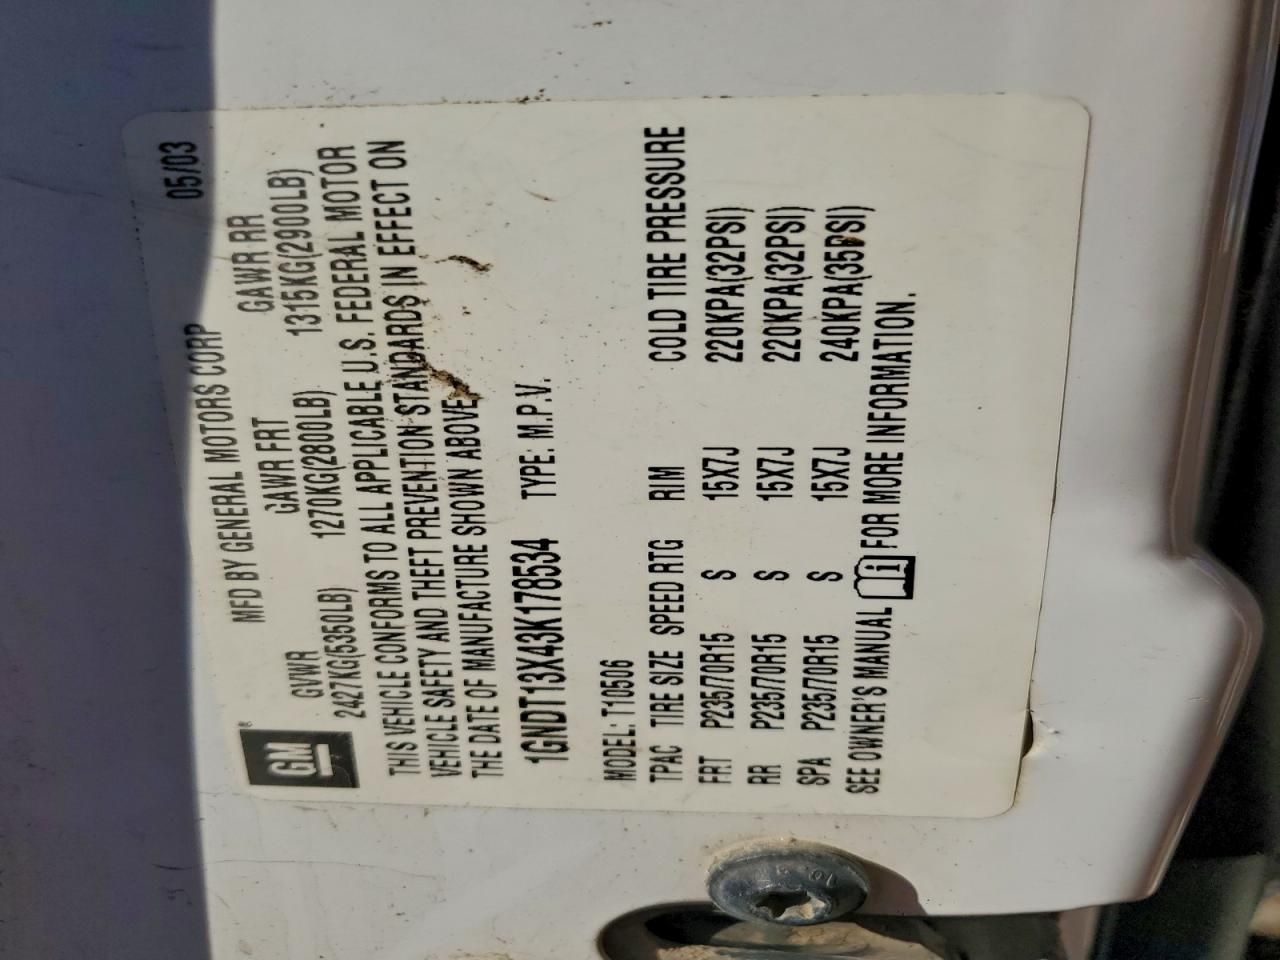 GM
®
MFD BY GENERAL MOTORS CORP 05/03
GVWR GAWR FRT GAWR RR
2427KG(5350LB) 1270KG(2800LB) 1315KG(2900LB)
THIS VEHICLE CONFORMS TO ALL APPLICABLE U.S. FEDERAL MOTOR
VEHICLE SAFETY AND THEFT PREVENTION STANDARDS IN EFFECT ON
THE DATE OF MANUFACTURE SHOWN ABOVE.
1GNDT13X43K178534 TYPE: M.P.V.
MODEL: T10506
TPAC TIRE SIZE SPEED RTG RIM COLD TIRE PRESSURE
FRT P235/70R15 S 15X7J 220KPA(32PSI)
RR P235/70R15 S 15X7J 220KPA(32PSI)
SPA P235/70R15 S 15X7J 240KPA(35PSI)
SEE OWNER'S MANUAL i FOR MORE INFORMATION.